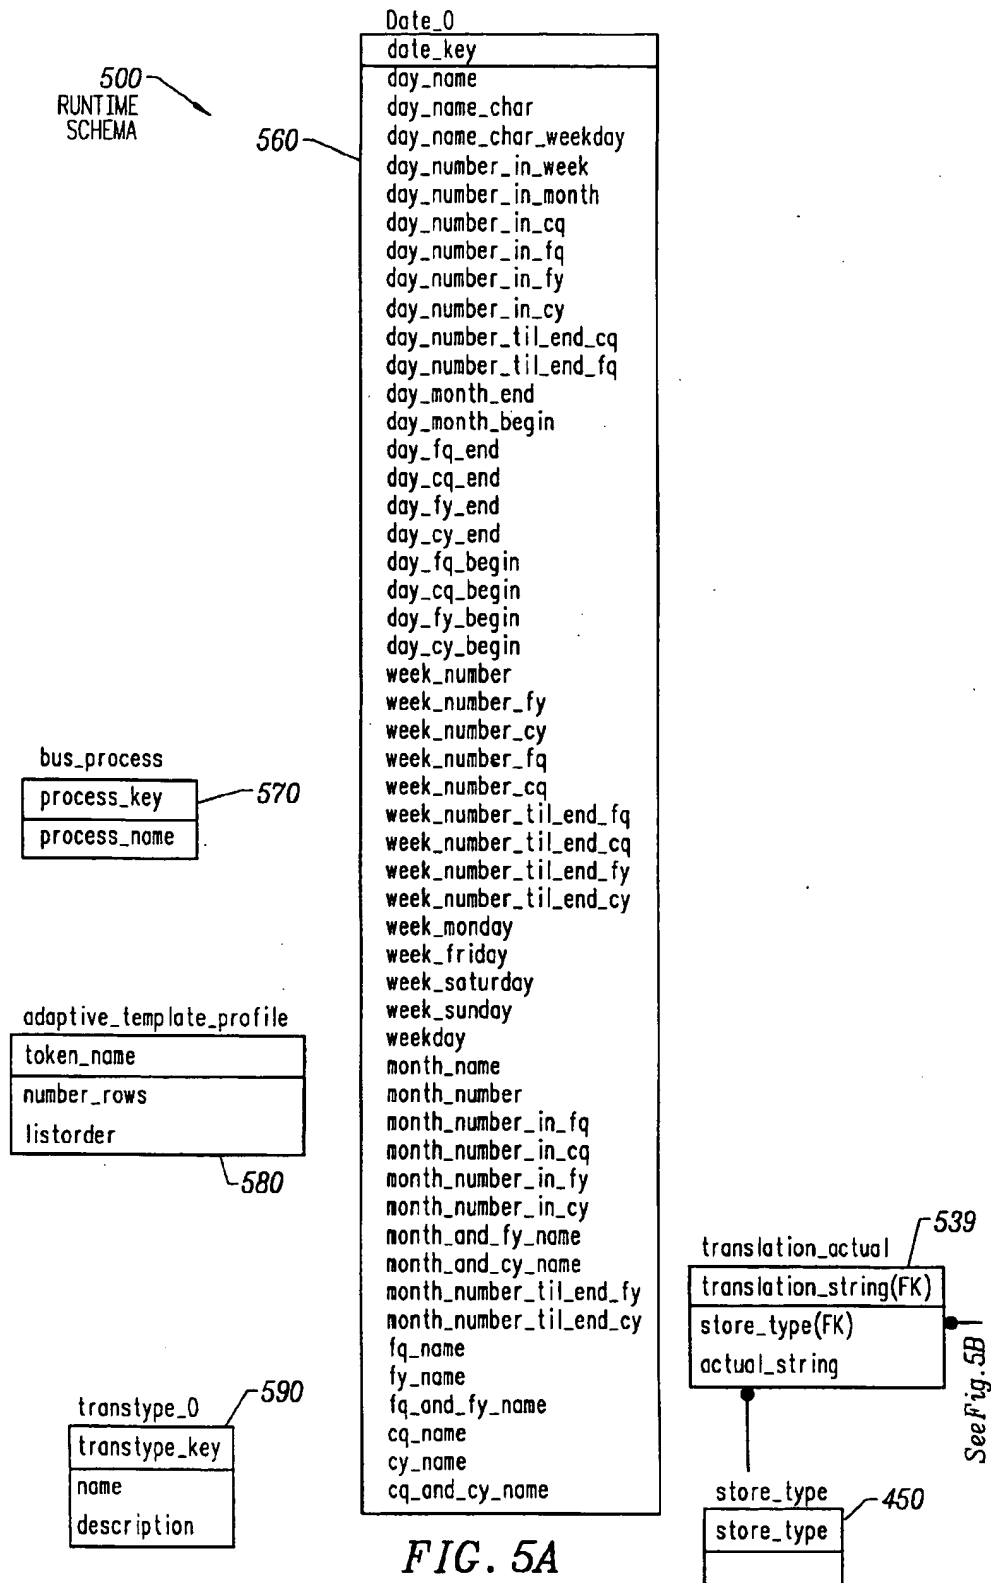 Date_0
date_key
day_name
day_name_char
day_name_char_weekday
day_number_in_week
day_number_in_month
day_number_in_cq
day_number_in_fq
day_number_in_fy
day_number_in_cy
day_number_til_end_cq
day_number_til_end_fq
day_month_end
day_month_begin
day_fq_end
day_cq_end
day_fy_end
day_cy_end
day_fq_begin
day_cq_begin
day_fy_begin
day_cy_begin
week_number
week_number_fy
week_number_cy
week_number_fq
week_number_cq
week_number_til_end_fq
week_number_til_end_cq
week_number_til_end_fy
week_number_til_end_cy
week_monday
week_friday
week_saturday
week_sunday
weekday
month_name
month_number
month_number_in_fq
month_number_in_cq
month_number_in_fy
month_number_in_cy
month_and_fy_name
month_and_cy_name
month_number_til_end_fy
month_number_til_end_cy
fq_name
fy_name
fq_and_fy_name
cq_name
cy_name
cq_and_cy_name
500
RUNTIME
SCHEMA
560
bus_process
process_key
process_name
570
adaptive_template_profile
token_name
number_rows
listorder
580
transtype_0
590
transtype_key
name
description
translation_actual
539
translation_string(FK)
store_type(FK)
actual_string
See Fig. 5B
store_type
450
store_type
FIG. 5A